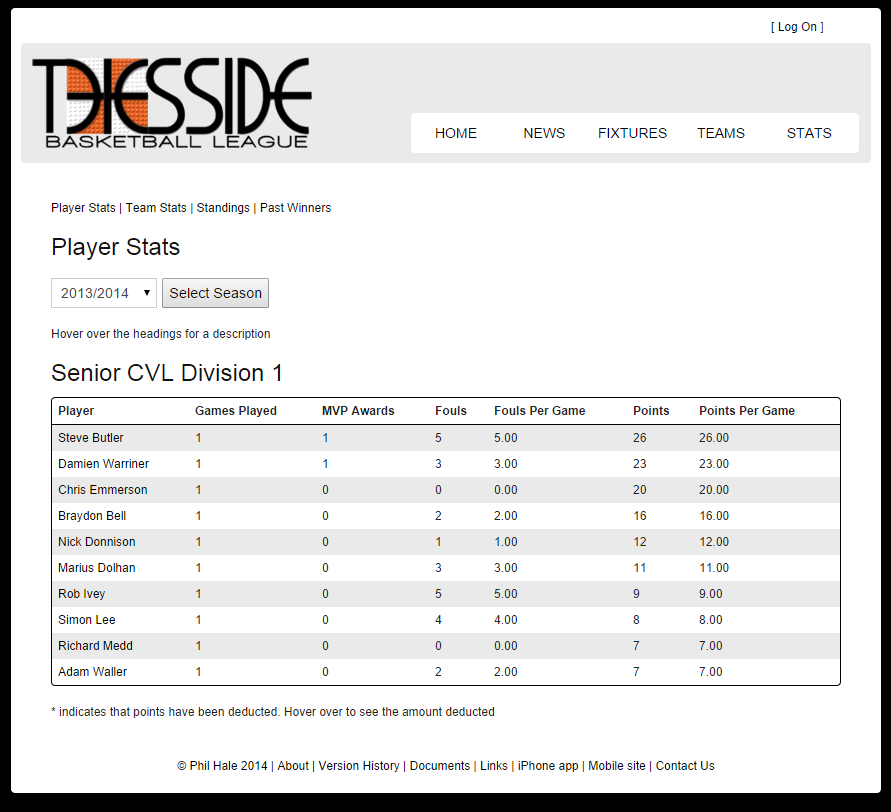 [ Log On ]
TEESSIDE
BASKETBALL LEAGUE
HOME NEWS FIXTURES TEAMS STATS
Player Stats | Team Stats | Standings | Past Winners
Player Stats
2013/2014 Select Season
Hover over the headings for a description
Senior CVL Division 1
Player Games Played MVP Awards Fouls Fouls Per Game Points Points Per Game
Steve Butler 1 1 5 5.00 26 26.00
Damien Warriner 1 1 3 3.00 23 23.00
Chris Emmerson 1 0 0 0.00 20 20.00
Braydon Bell 1 0 2 2.00 16 16.00
Nick Donnison 1 0 1 1.00 12 12.00
Marius Dolhan 1 0 3 3.00 11 11.00
Rob Ivey 1 0 5 5.00 9 9.00
Simon Lee 1 0 4 4.00 8 8.00
Richard Medd 1 0 0 0.00 7 7.00
Adam Waller 1 0 2 2.00 7 7.00
* indicates that points have been deducted. Hover over to see the amount deducted
© Phil Hale 2014 | About | Version History | Documents | Links | iPhone app | Mobile site | Contact Us